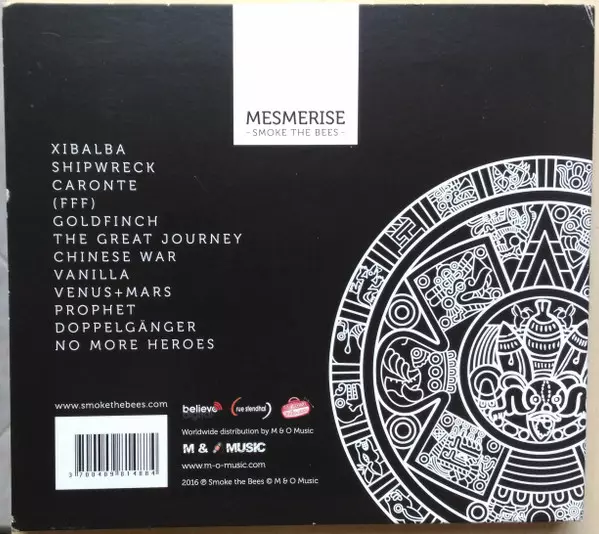 MESMERISE
- SMOKE THE BEES -
XIBALBA
SHIPWRECK
CARONTE
(FFF)
GOLDFINCH
THE GREAT JOURNEY
CHINESE WAR
VANILLA
VENUS+MARS
PROPHET
DOPPELGÄNGER
NO MORE HEROES
www.smokethebees.com
believe
rue stendhal
Worldwide distribution by M & O Music
M & MUSIC
www.m-o-music.com
2016 ℗ Smoke the Bees © M & O Music